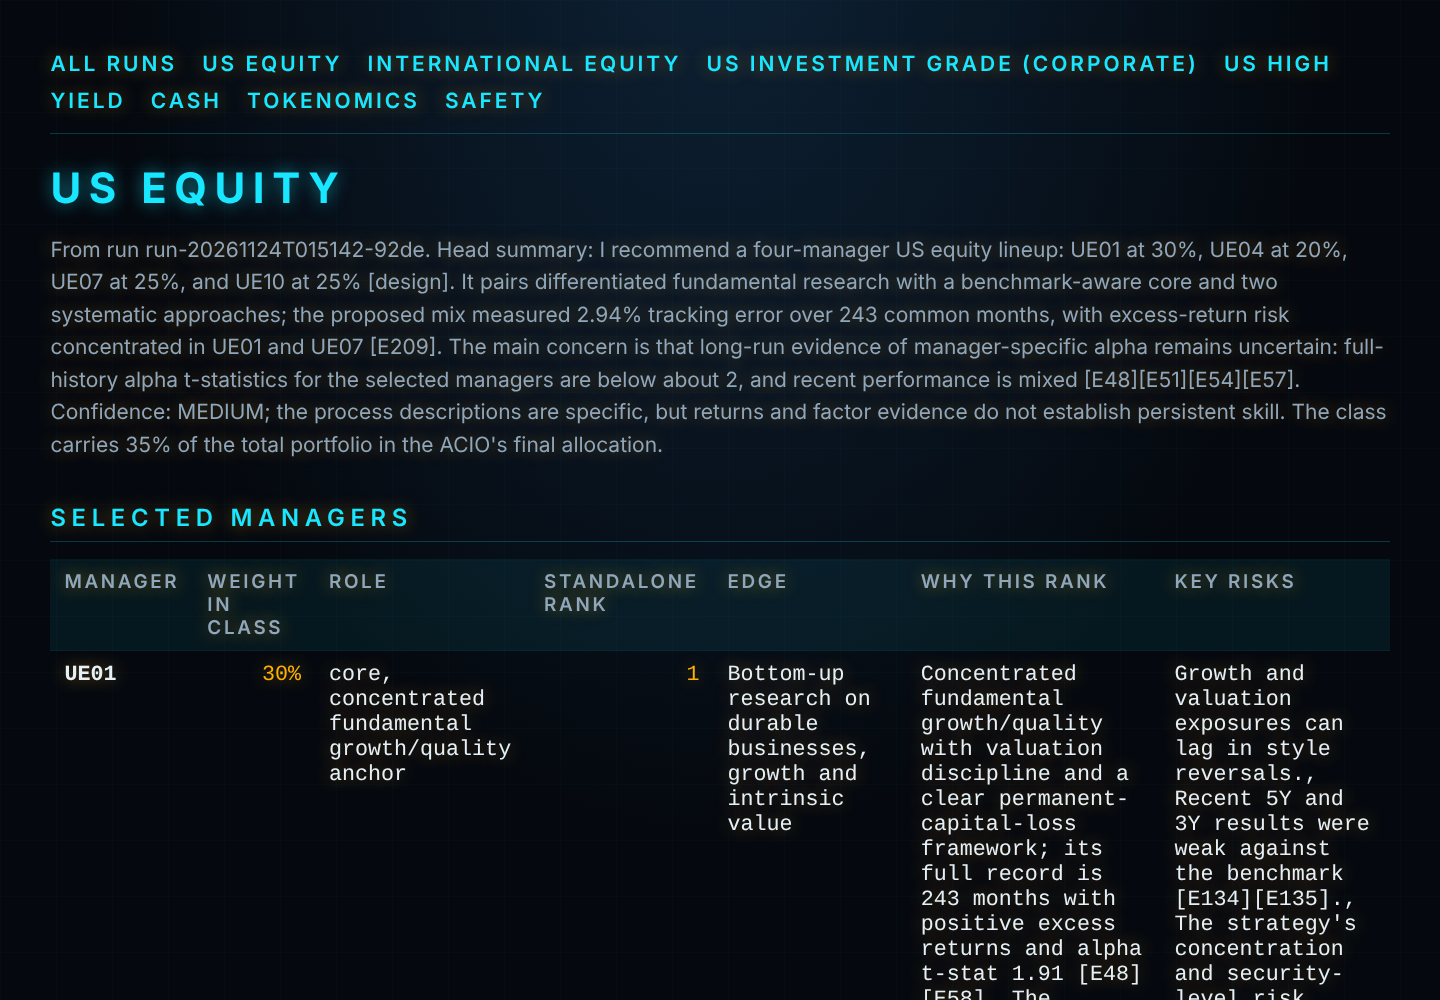 ALL RUNS US EQUITY INTERNATIONAL EQUITY US INVESTMENT GRADE (CORPORATE) US HIGH
YIELD CASH TOKENOMICS SAFETY
US EQUITY
From run run-20261124T015142-92de. Head summary: I recommend a four-manager US equity lineup: UE01 at 30%, UE04 at 20%,
UE07 at 25%, and UE10 at 25% [design]. It pairs differentiated fundamental research with a benchmark-aware core and two
systematic approaches; the proposed mix measured 2.94% tracking error over 243 common months, with excess-return risk
concentrated in UE01 and UE07 [E209]. The main concern is that long-run evidence of manager-specific alpha remains uncertain: full-
history alpha t-statistics for the selected managers are below about 2, and recent performance is mixed [E48][E51][E54][E57].
Confidence: MEDIUM; the process descriptions are specific, but returns and factor evidence do not establish persistent skill. The class
carries 35% of the total portfolio in the ACIO's final allocation.
SELECTED MANAGERS
MANAGER
WEIGHT
IN
CLASS
ROLE
STANDALONE
RANK
EDGE
WHY THIS RANK
KEY RISKS
UE01
30%
core,
concentrated
fundamental
growth/quality
anchor
1
Bottom-up
research on
durable
businesses,
growth and
intrinsic
value
Concentrated
fundamental
growth/quality
with valuation
discipline and a
clear permanent-
capital-loss
framework; its
full record is
243 months with
positive excess
returns and alpha
t-stat 1.91 [E48]
[E58]. The
Growth and
valuation
exposures can
lag in style
reversals.,
Recent 5Y and
3Y results were
weak against
the benchmark
[E134][E135].,
The strategy's
concentration
and security-
level risk